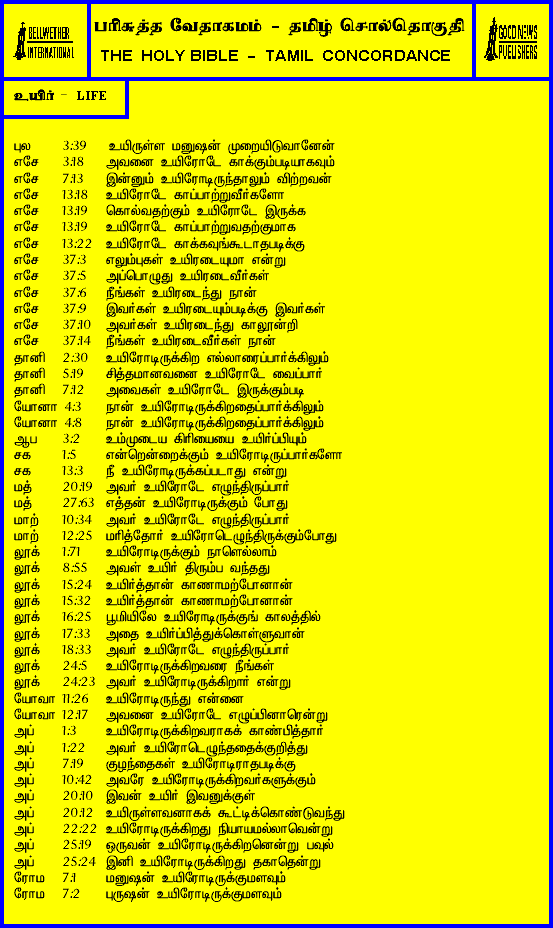 BELLWETHER
INTERNATIONAL
பரிசுத்த வேதாகமம் - தமிழ் சொல்தொகுதி
THE HOLY BIBLE - TAMIL CONCORDANCE
GOOD NEWS
PUBLISHERS
உயிர் - LIFE
புல 3:39 உயிருள்ள மனுஷன் முறையிடுவானேன்
எசே 3:18 அவனை உயிரோடே காக்கும்படியாகவும்
எசே 7:13 இன்னும் உயிரோடிருந்தாலும் விற்றவன்
எசே 13:18 உயிரோடே காப்பாற்றுவீர்களோ
எசே 13:19 கொல்வதற்கும் உயிரோடே இருக்க
எசே 13:19 உயிரோடே காப்பாற்றுவதற்குமாக
எசே 13:22 உயிரோடே காக்கவுங்கூடாதபடிக்கு
எசே 37:3 எலும்புகள் உயிரடையுமா என்று
எசே 37:5 அப்பொழுது உயிரடைவீர்கள்
எசே 37:6 நீங்கள் உயிரடைந்து நான்
எசே 37:9 இவர்கள் உயிரடையும்படிக்கு இவர்கள்
எசே 37:10 அவர்கள் உயிரடைந்து காலூன்றி
எசே 37:14 நீங்கள் உயிரடைவீர்கள் நான்
தானி 2:30 உயிரோடிருக்கிற எல்லாரைப்பார்க்கிலும்
தானி 5:19 சித்தமானவனை உயிரோடே வைப்பார்
தானி 7:12 அவைகள் உயிரோடே இருக்கும்படி
யோனா 4:3 நான் உயிரோடிருக்கிறதைப்பார்க்கிலும்
யோனா 4:8 நான் உயிரோடிருக்கிறதைப்பார்க்கிலும்
ஆப 3:2 உம்முடைய கிரியையை உயிர்ப்பியும்
சக 1:5 என்றென்றைக்கும் உயிரோடிருப்பார்களோ
சக 13:3 நீ உயிரோடிருக்கப்படாது என்று
மத் 20:19 அவர் உயிரோடே எழுந்திருப்பார்
மத் 27:63 எத்தன் உயிரோடிருக்கும் போது
மாற் 10:34 அவர் உயிரோடே எழுந்திருப்பார்
மாற் 12:25 மரித்தோர் உயிரோடெழுந்திருக்கும்போது
லூக் 1:71 உயிரோடிருக்கும் நாளெல்லாம்
லூக் 8:55 அவள் உயிர் திரும்ப வந்தது
லூக் 15:24 உயிர்த்தான் காணாமற்போனான்
லூக் 15:32 உயிர்த்தான் காணாமற்போனான்
லூக் 16:25 பூமியிலே உயிரோடிருக்குங் காலத்தில்
லூக் 17:33 அதை உயிர்ப்பித்துக்கொள்ளுவான்
லூக் 18:33 அவர் உயிரோடே எழுந்திருப்பார்
லூக் 24:5 உயிரோடிருக்கிறவரை நீங்கள்
லூக் 24:23 அவர் உயிரோடிருக்கிறார் என்று
யோவா 11:26 உயிரோடிருந்து என்னை
யோவா 12:17 அவனை உயிரோடே எழுப்பினாரென்று
அப் 1:3 உயிரோடிருக்கிறவராகக் காண்பித்தார்
அப் 1:22 அவர் உயிரோடெழுந்ததைக்குறித்து
அப் 7:19 குழந்தைகள் உயிரோடிராதபடிக்கு
அப் 10:42 அவரே உயிரோடிருக்கிறவர்களுக்கும்
அப் 20:10 இவன் உயிர் இவனுக்குள்
அப் 20:12 உயிருள்ளவனாகக் கூட்டிக்கொண்டுவந்து
அப் 22:22 உயிரோடிருக்கிறது நியாயமல்லாவென்று
அப் 25:19 ஒருவன் உயிரோடிருக்கிறனென்று பவுல்
அப் 25:24 இனி உயிரோடிருக்கிறது தகாதென்று
ரோம 7:1 மனுஷன் உயிரோடிருக்குமளவும்
ரோம 7:2 புருஷன் உயிரோடிருக்குமளவும்